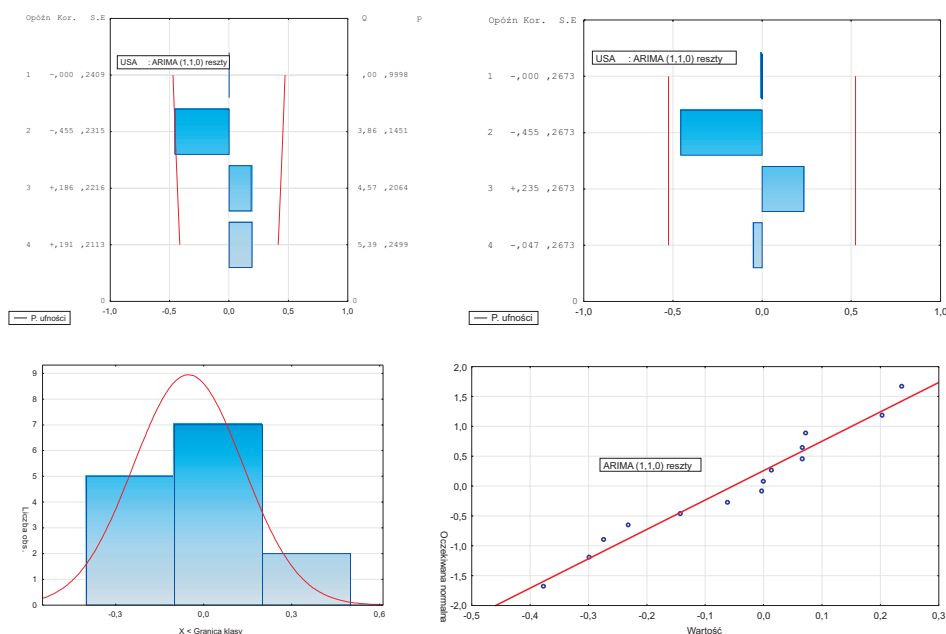 Opóźn Kor. S.E Q p
USA : ARIMA (1,1,0) reszty
1 -,000 ,2409 ,00 ,9998
2 -,455 ,2315 3,86 ,1451
3 +,186 ,2216 4,57 ,2064
4 +,191 ,2113 5,39 ,2499
0 0
-1,0 -0,5 0,0 0,5 1,0
P. ufności
Opóźn Kor. S.E
USA : ARIMA (1,1,0) reszty
1 -,000 ,2673
2 -,455 ,2673
3 +,235 ,2673
4 -,047 ,2673
0
-1,0 -0,5 0,0 0,5 1,0
P. ufności
9
8
7
6
5
4
3
2
1
0
Liczba obs.
-0,3 0,0 0,3 0,6
X < Granica klasy
2,0
1,5
1,0
0,5
0,0
-0,5
-1,0
-1,5
-2,0
Oczekiwana normalna
ARIMA (1,1,0) reszty
-0,5 -0,4 -0,3 -0,2 -0,1 0,0 0,1 0,2 0,3
Wartość